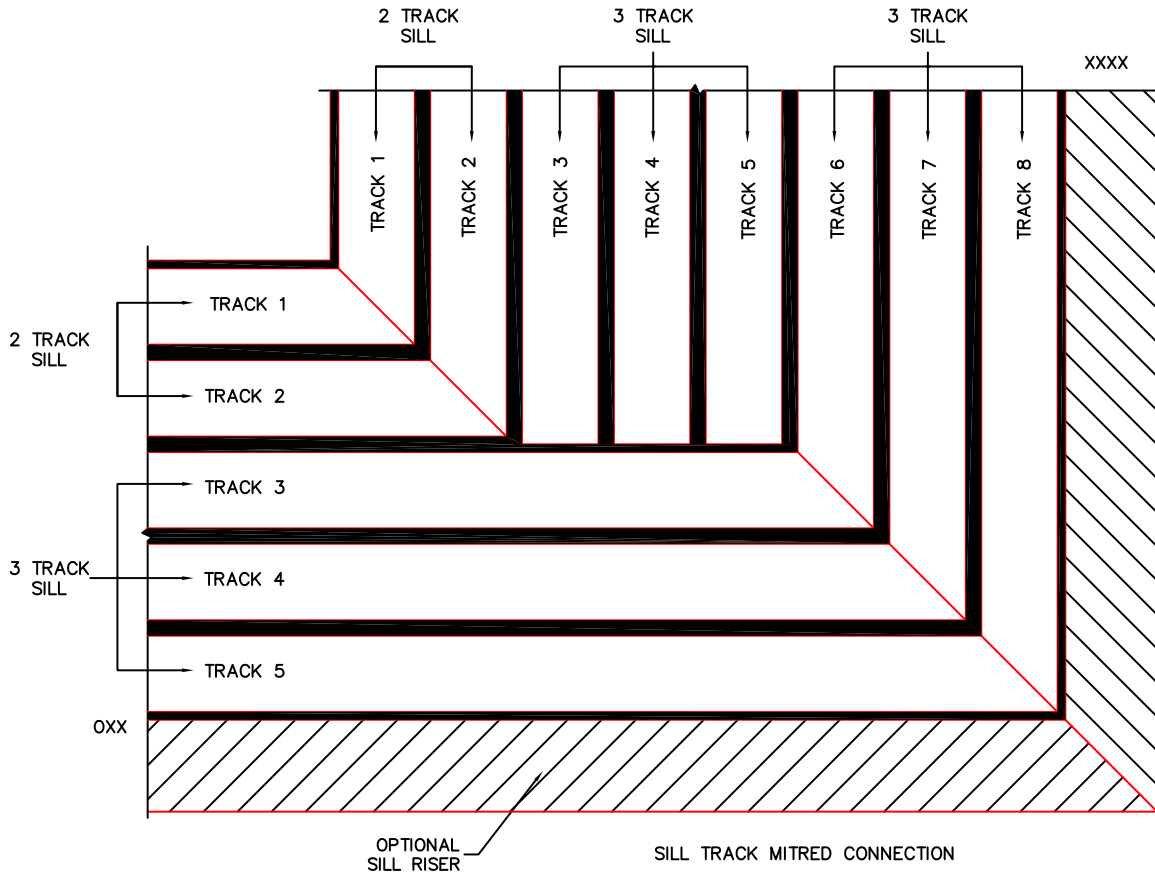 2 TRACK
SILL
3 TRACK
SILL
3 TRACK
SILL
XXXX
TRACK 1
TRACK 2
TRACK 3
TRACK 4
TRACK 5
TRACK 6
TRACK 7
TRACK 8
2 TRACK
SILL
TRACK 1
TRACK 2
3 TRACK
SILL
TRACK 3
TRACK 4
TRACK 5
OXX
OPTIONAL
SILL RISER
SILL TRACK MITRED CONNECTION